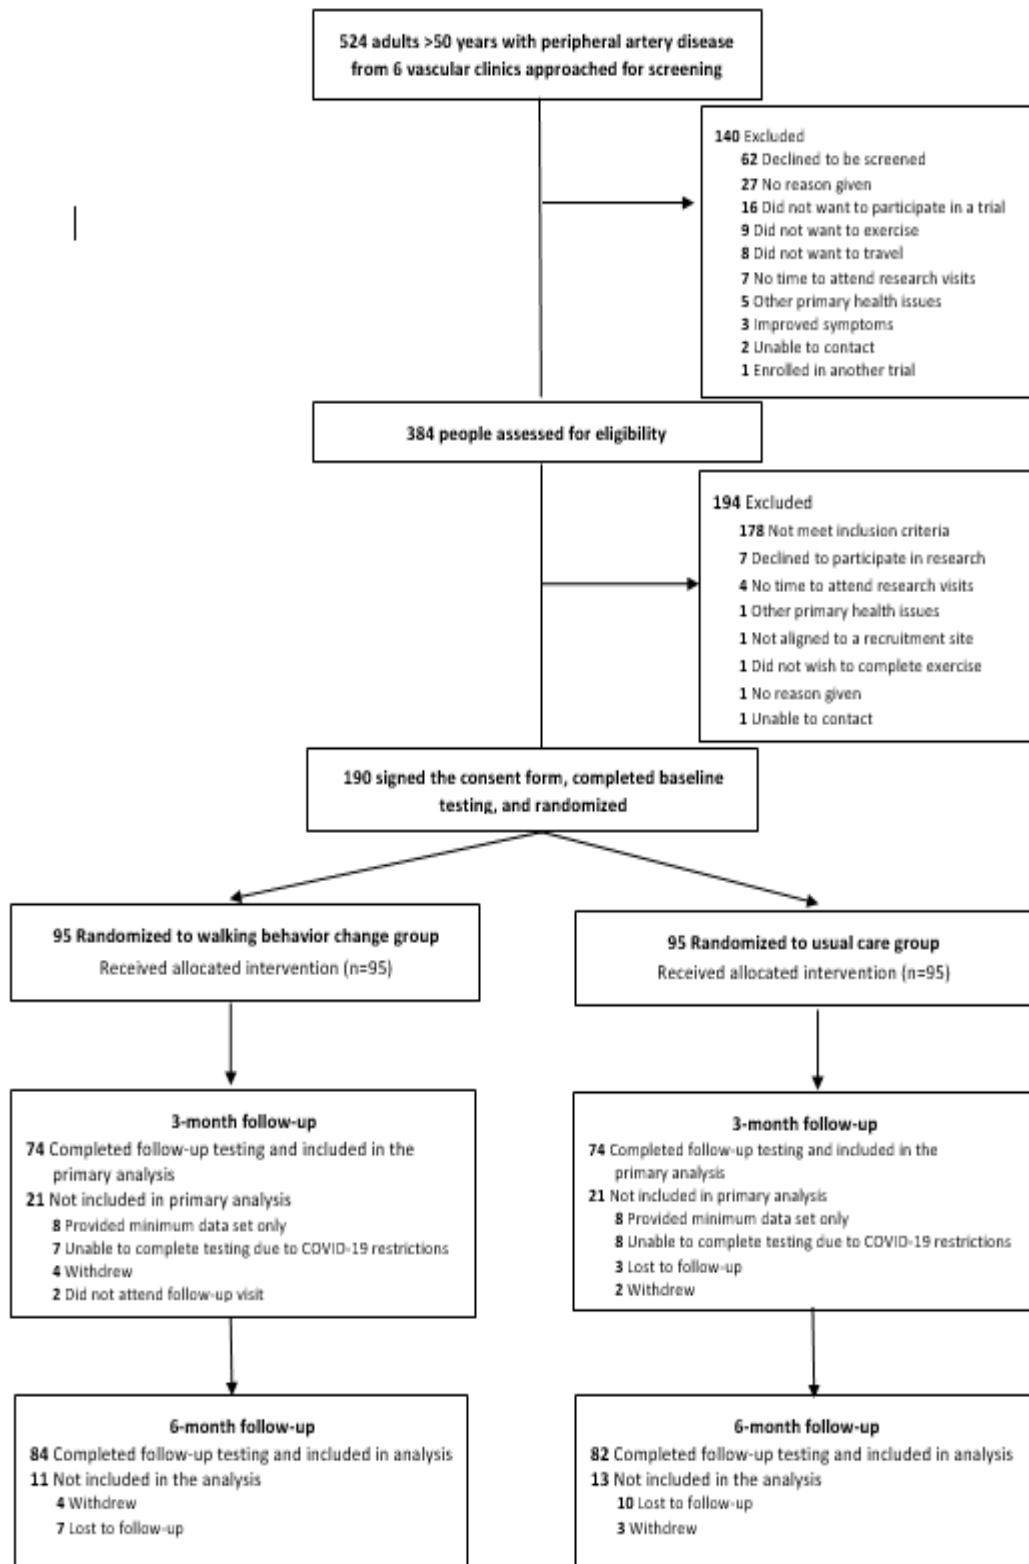 524 adults >50 years with peripheral artery disease
from 6 vascular clinics approached for screening
140 Excluded
62 Declined to be screened
27 No reason given
16 Did not want to participate in a trial
9 Did not want to exercise
8 Did not want to travel
7 No time to attend research visits
5 Other primary health issues
3 Improved symptoms
2 Unable to contact
1 Enrolled in another trial
384 people assessed for eligibility
194 Excluded
178 Not meet inclusion criteria
7 Declined to participate in research
4 No time to attend research visits
1 Other primary health issues
1 Not aligned to a recruitment site
1 Did not wish to complete exercise
1 No reason given
1 Unable to contact
190 signed the consent form, completed baseline
testing, and randomized
95 Randomized to walking behavior change group
Received allocated intervention (n=95)
95 Randomized to usual care group
Received allocated intervention (n=95)
3-month follow-up
74 Completed follow-up testing and included in the
primary analysis
21 Not included in primary analysis
8 Provided minimum data set only
7 Unable to complete testing due to COVID-19 restrictions
4 Withdrew
2 Did not attend follow-up visit
3-month follow-up
74 Completed follow-up testing and included in the
primary analysis
21 Not included in primary analysis
8 Provided minimum data set only
8 Unable to complete testing due to COVID-19 restrictions
3 Lost to follow-up
2 Withdrew
6-month follow-up
84 Completed follow-up testing and included in analysis
11 Not included in the analysis
4 Withdrew
7 Lost to follow-up
6-month follow-up
82 Completed follow-up testing and included in analysis
13 Not included in the analysis
10 Lost to follow-up
3 Withdrew